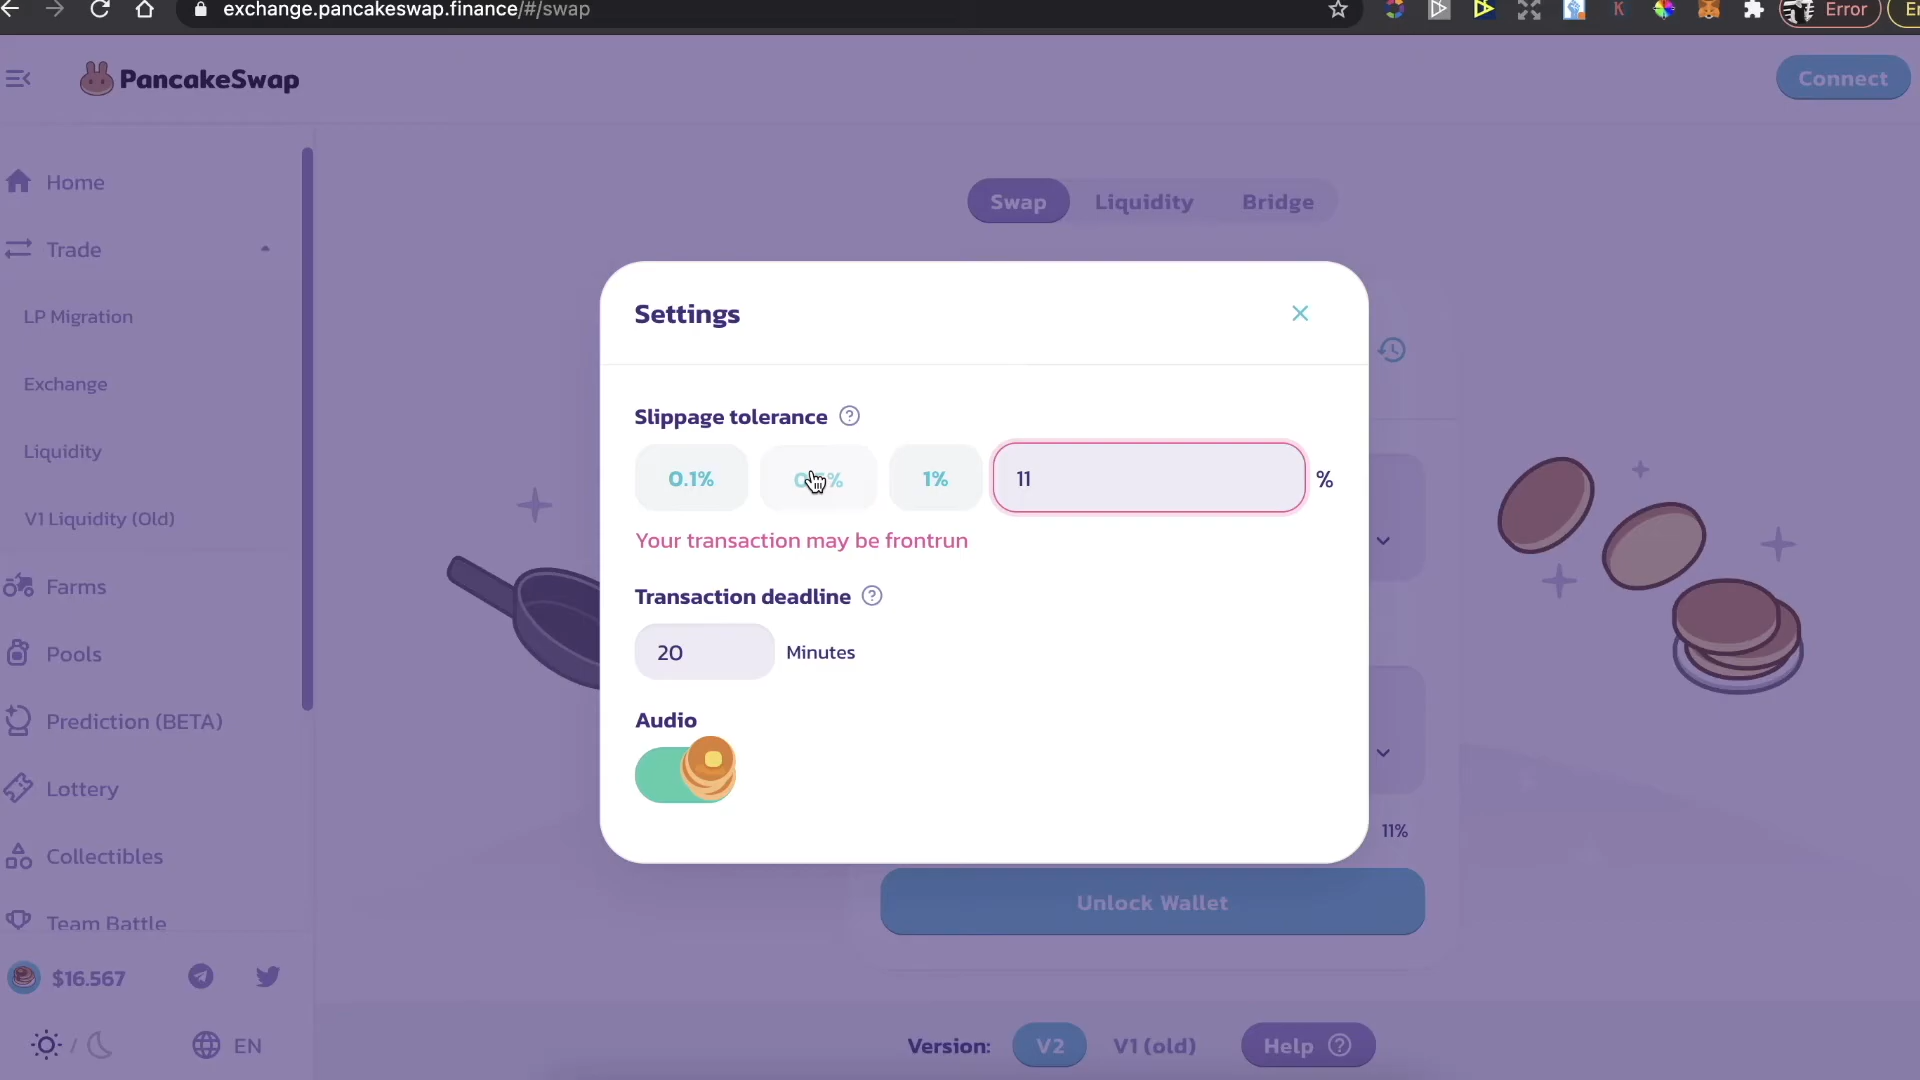 exchange.pancakeswap.finance/#/swap
Error
PancakeSwap
Connect
Home
Trade
LP Migration
Exchange
Liquidity
V1 Liquidity (Old)
Farms
Pools
Prediction (BETA)
Lottery
Collectibles
Team Battle
$16.567
EN
Swap Liquidity Bridge
Settings
Slippage tolerance
0.1% 1% 11 %
Your transaction may be frontrun
Transaction deadline
20 Minutes
Audio
11%
Unlock Wallet
Version: V2 V1 (old) Help